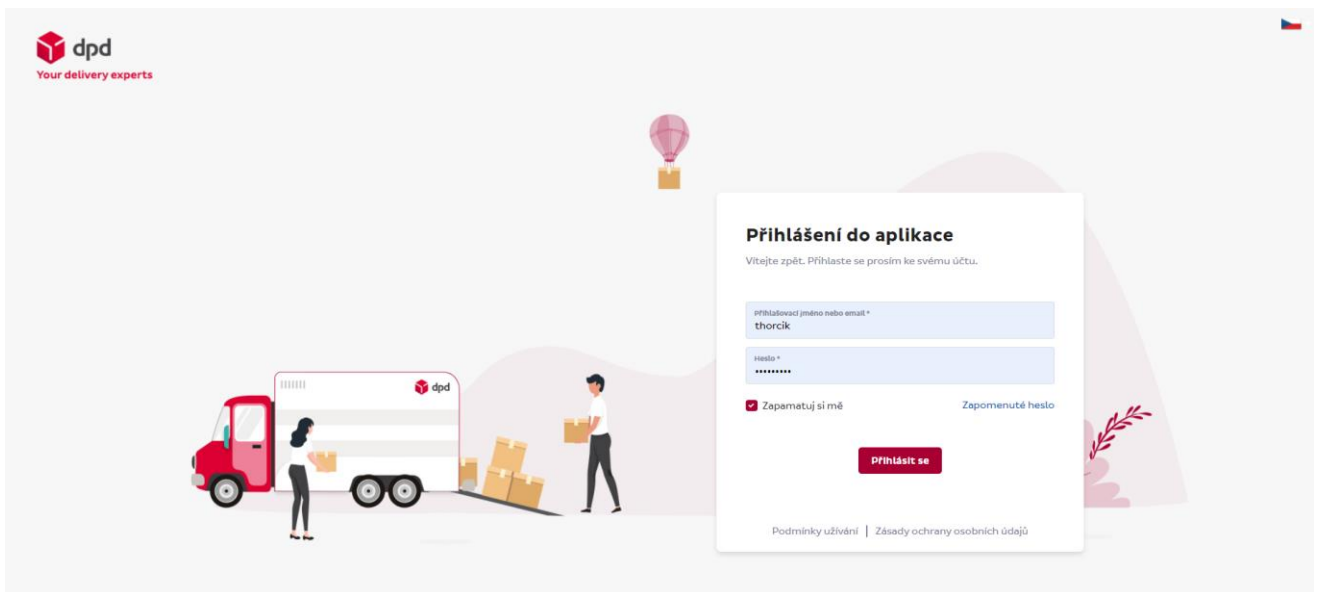 dpd
Your delivery experts
Přihlášení do aplikace
Vítejte zpět. Přihlaste se prosím ke svému účtu.
Přihlašovací jméno nebo email *
thorcik
Heslo *
•••••••••
Zapamatuj si mě
Zapomenuté heslo
dpd
Přihlásit se
Podmínky užívání | Zásady ochrany osobních údajů